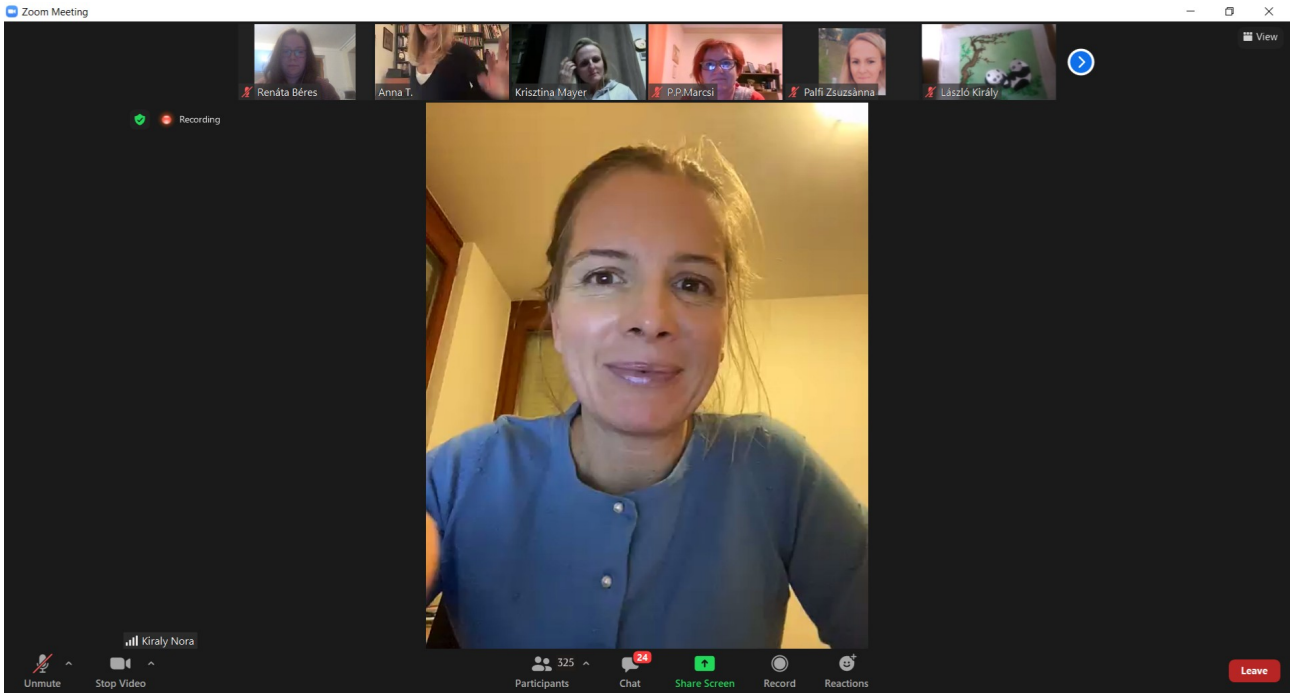 Zoom Meeting
View
Renáta Béres
Anna T.
Krisztina Mayer
P.P.Marcsi
Palfi Zsuzsànna
László Király
Recording
Kiraly Nora
Unmute
Stop Video
325
Participants
24
Chat
Share Screen
Record
Reactions
Leave